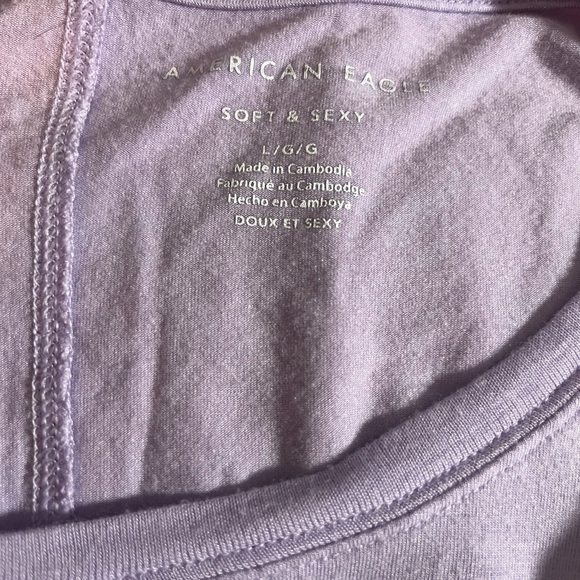 AMERICAN EAGLE
SOFT & SEXY
L/G/G
Made in Cambodia
Fabriqué au Cambodge
Hecho en Camboya
DOUX ET SEXY